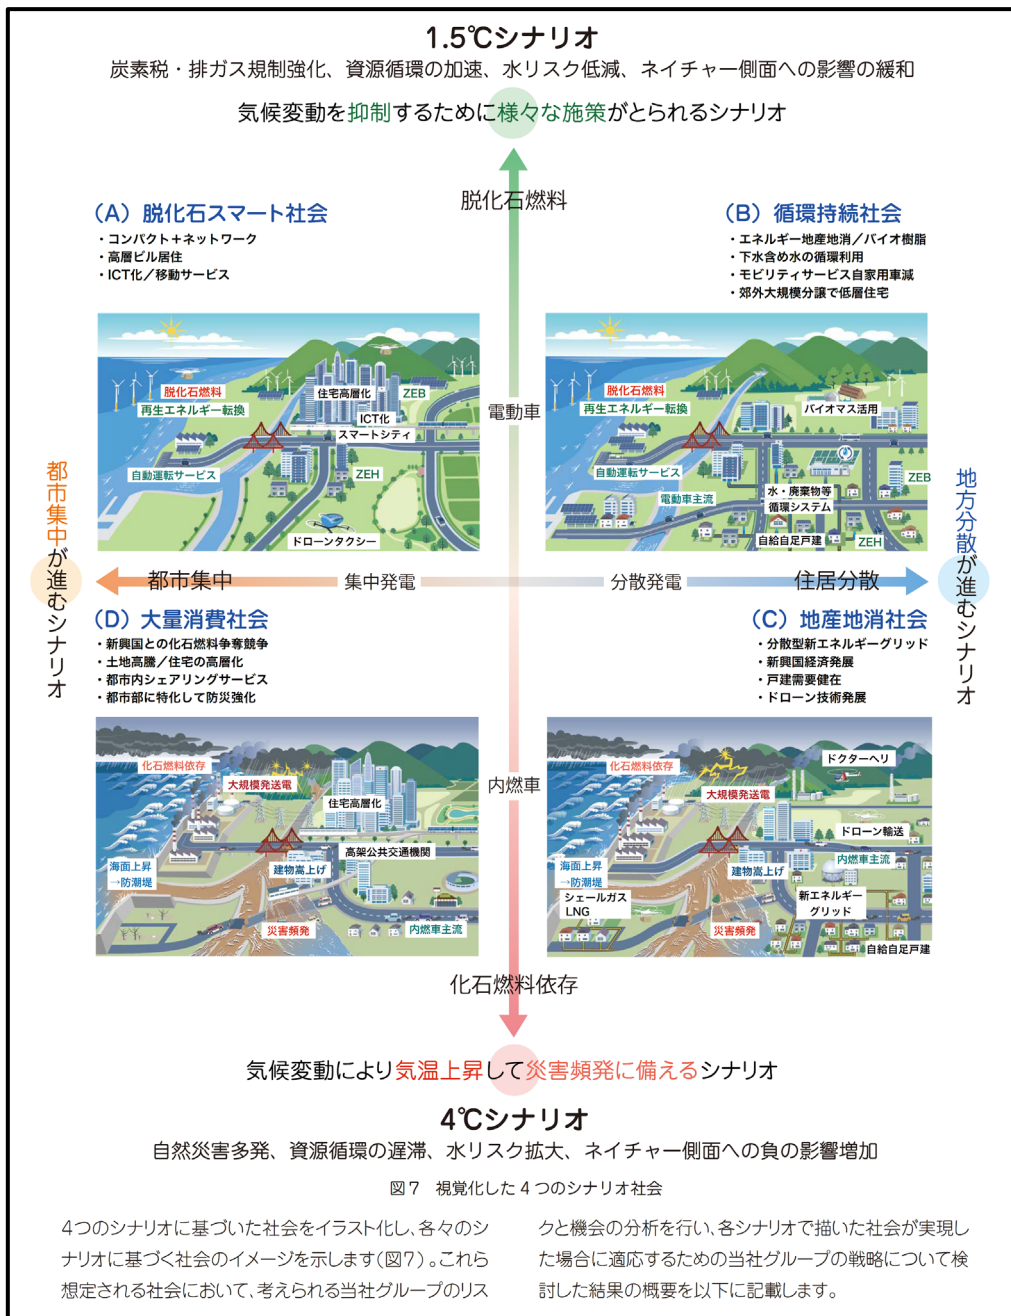 1.5℃シナリオ
炭素税・排ガス規制強化、資源循環の加速、水リスク低減、ネイチャー側面への影響の緩和
気候変動を抑制するために様々な施策がとられるシナリオ
脱化石燃料
（A）脱化石スマート社会
・コンパクト＋ネットワーク
・高層ビル居住
・ICT化／移動サービス
（B）循環持続社会
・エネルギー地産地消／バイオ樹脂
・下水含め水の循環利用
・モビリティサービス自家用車減
・郊外大規模分譲で低層住宅
脱化石燃料
再生エネルギー転換
住宅高層化
ZEB
ICT化
スマートシティ
自動運転サービス
ZEH
ドローンタクシー
電動車
脱化石燃料
再生エネルギー転換
バイオマス活用
自動運転サービス
ZEB
電動車主流
水・廃棄物等
循環システム
自給自足戸建
ZEH
都市集中が進むシナリオ
都市集中
集中発電
分散発電
住居分散
地方分散が進むシナリオ
（D）大量消費社会
・新興国との化石燃料争奪競争
・土地高騰／住宅の高層化
・都市内シェアリングサービス
・都市部に特化して防災強化
（C）地産地消社会
・分散型新エネルギーグリッド
・新興国経済発展
・戸建需要健在
・ドローン技術発展
化石燃料依存
大規模発送電
住宅高層化
高架公共交通機関
海面上昇
→防潮堤
建物嵩上げ
災害頻発
内燃車主流
内燃車
化石燃料依存
ドクターヘリ
大規模発送電
ドローン輸送
内燃車主流
海面上昇
→防潮堤
建物嵩上げ
シェールガス
LNG
新エネルギー
グリッド
災害頻発
自給自足戸建
化石燃料依存
気候変動により気温上昇して災害頻発に備えるシナリオ
4℃シナリオ
自然災害多発、資源循環の遅滞、水リスク拡大、ネイチャー側面への負の影響増加
図7　視覚化した4つのシナリオ社会
4つのシナリオに基づいた社会をイラスト化し、各々のシ
ナリオに基づく社会のイメージを示します（図7）。これら
想定される社会において、考えられる当社グループのリス
クと機会の分析を行い、各シナリオで描いた社会が実現し
た場合に適応するための当社グループの戦略について検
討した結果の概要を以下に記載します。